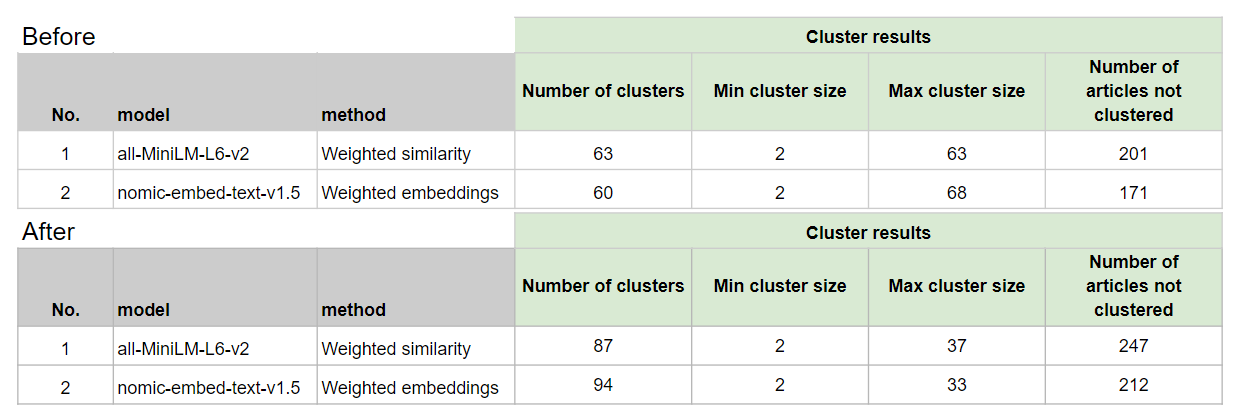 Before
Cluster results
No. model method Number of clusters Min cluster size Max cluster size Number of articles not clustered
1 all-MiniLM-L6-v2 Weighted similarity 63 2 63 201
2 nomic-embed-text-v1.5 Weighted embeddings 60 2 68 171
After
Cluster results
No. model method Number of clusters Min cluster size Max cluster size Number of articles not clustered
1 all-MiniLM-L6-v2 Weighted similarity 87 2 37 247
2 nomic-embed-text-v1.5 Weighted embeddings 94 2 33 212